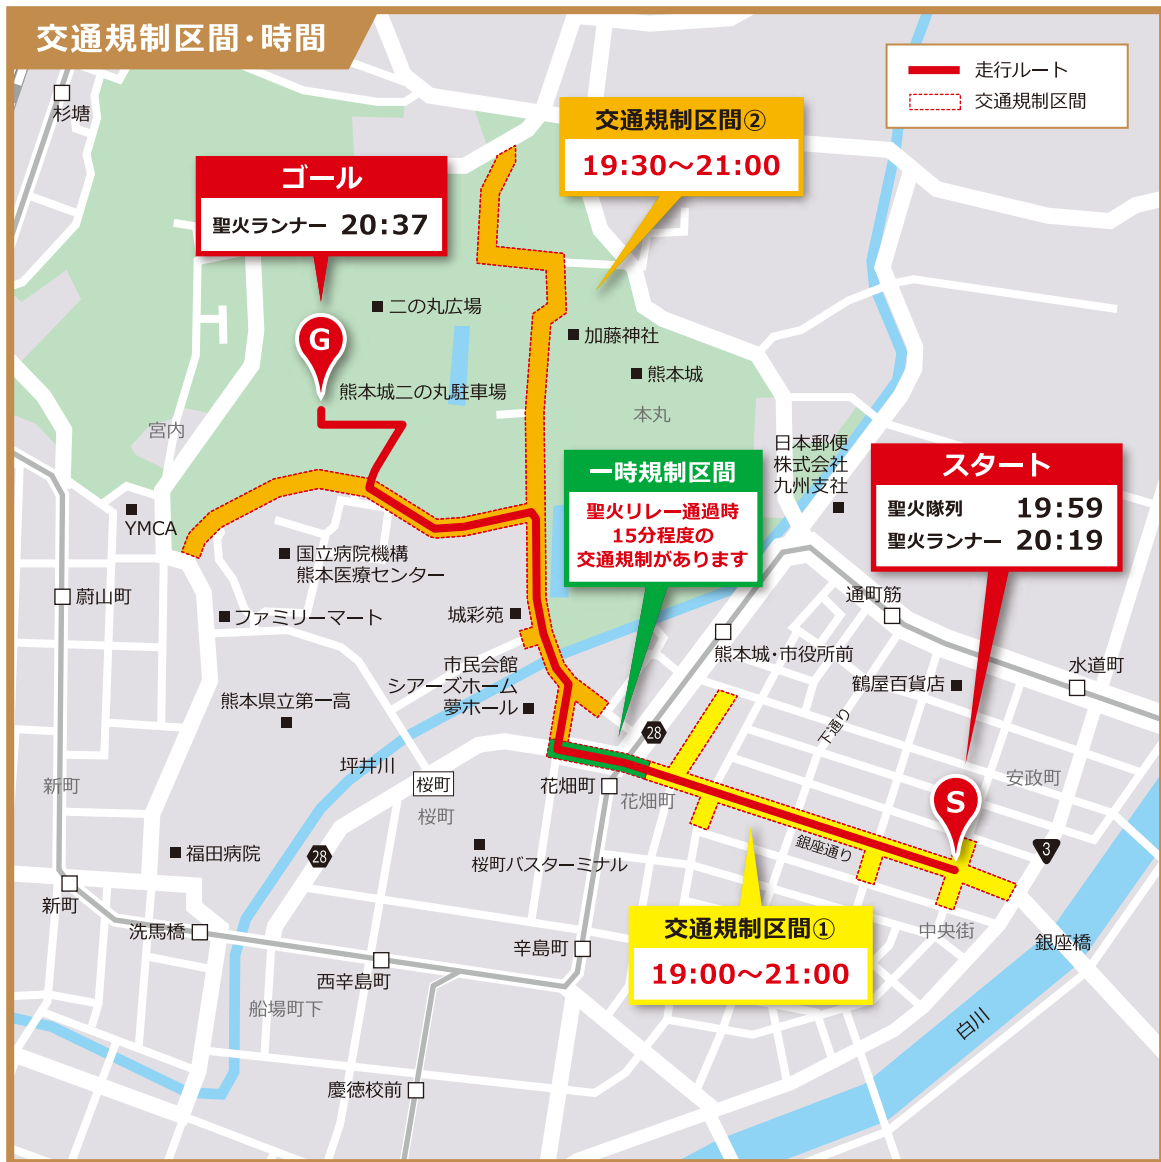 交通規制区間・時間
走行ルート
交通規制区間
杉塘
交通規制区間②
19:30〜21:00
ゴール
聖火ランナー 20:37
G
二の丸広場
加藤神社
熊本城
本丸
熊本城二の丸駐車場
宮内
日本郵便
株式会社
九州支社
一時規制区間
聖火リレー通過時
15分程度の
交通規制があります
スタート
聖火隊列 19:59
聖火ランナー 20:19
YMCA
国立病院機構
熊本医療センター
蔚山町
ファミリーマート
城彩苑
通町筋
熊本城・市役所前
水道町
市民会館
シアーズホーム
夢ホール
鶴屋百貨店
熊本県立第一高
下通り
28
坪井川
桜町
桜町
新町
花畑町
花畑町
安政町
S
銀座通り
3
福田病院
28
桜町バスターミナル
新町
洗馬橋
交通規制区間①
19:00〜21:00
中央街
銀座橋
辛島町
西辛島町
船場町下
白川
慶徳校前